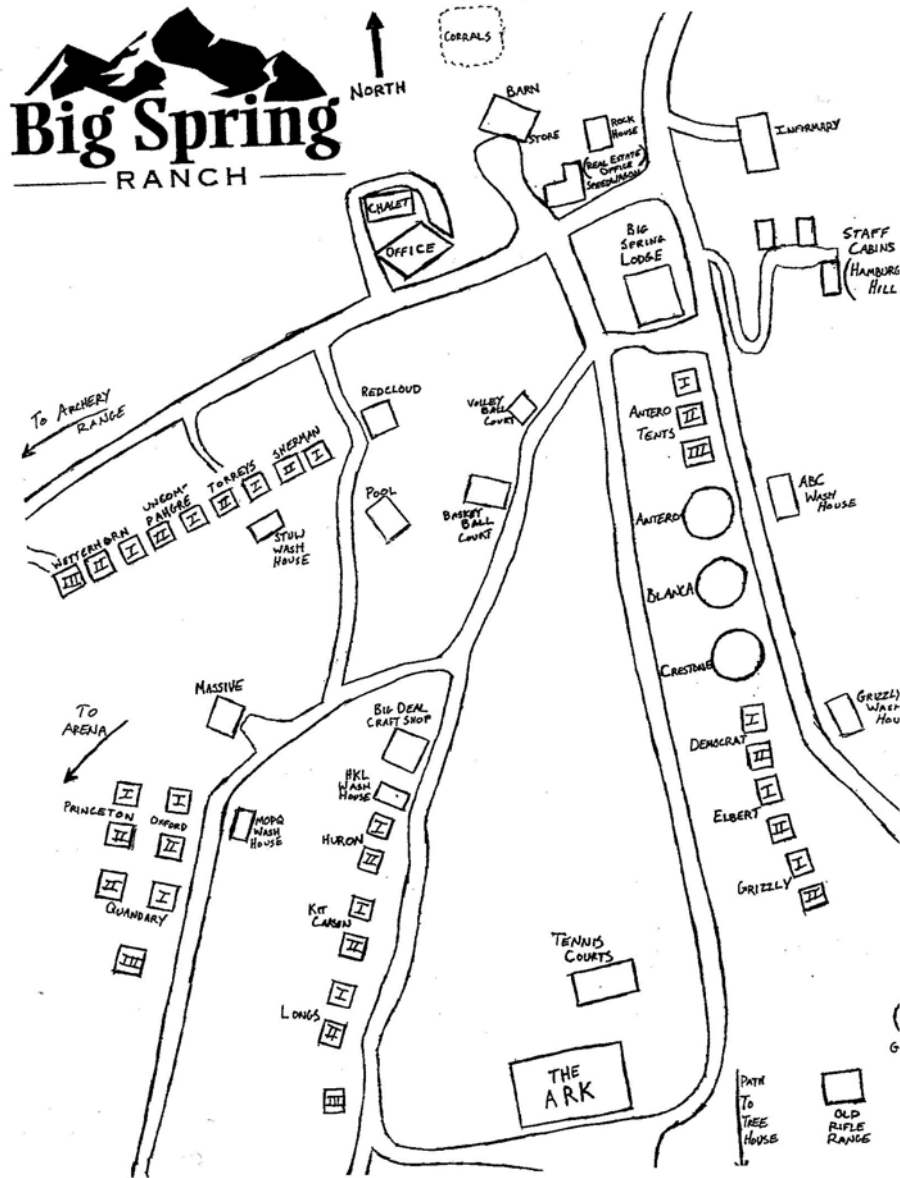 Big Spring
RANCH
NORTH
CORRALS
BARN
STORE
ROCK
HOUSE
(REAL ESTATE)
OFFICE
SPEEDWAGON
INFIRMARY
CHALET
OFFICE
BIG
SPRING
LODGE
STAFF
CABINS
(HAMBURG
HILL
TO ARCHERY
RANGE
REDCLOUD
VOLLEY
BALL
COURT
I
ANTERO
TENTS
II
III
SHERMAN
II
I
TORREYS
II
I
UNCOM-
PAHGRE
II
I
WETTERHORN
III
II
I
STUW
WASH
HOUSE
POOL
BASKET
BALL
COURT
ABC
WASH
HOUSE
ANTERO
BLANCA
CRESTONE
MASSIVE
TO
ARENA
BIG DEAL
CRAFT SHOP
GRIZZLY
WASH
HOU
DEMOCRAT
I
II
HKL
WASH
HOUSE
PRINCETON
I
II
OXFORD
I
II
MOPQ
WASH
HOUSE
HURON
I
II
ELBERT
I
II
GRIZZLY
I
II
QUANDARY
II
I
III
KIT
CARSON
I
II
TENNIS
COURTS
LONGS
I
II
III
THE
ARK
PATH
TO
TREE
HOUSE
OLD
RIFLE
RANGE
G